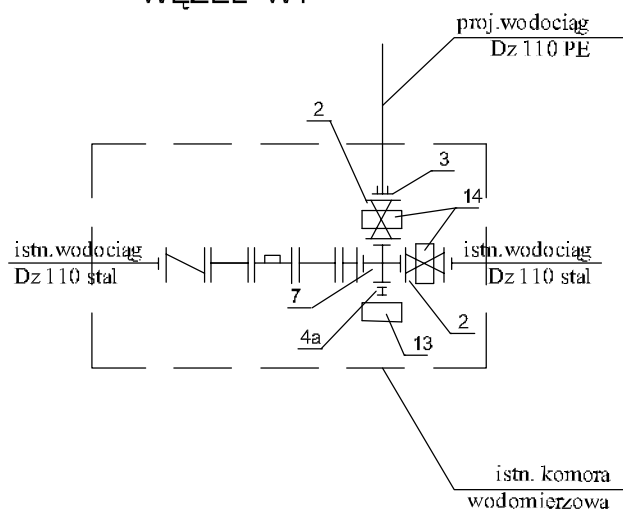 proj.wodociąg
Dz 110 PE
2
3
14
istn.wodociąg
Dz 110 stal
istn.wodociąg
Dz 110 stal
7
4a
2
13
istn. komora
wodomierzowa